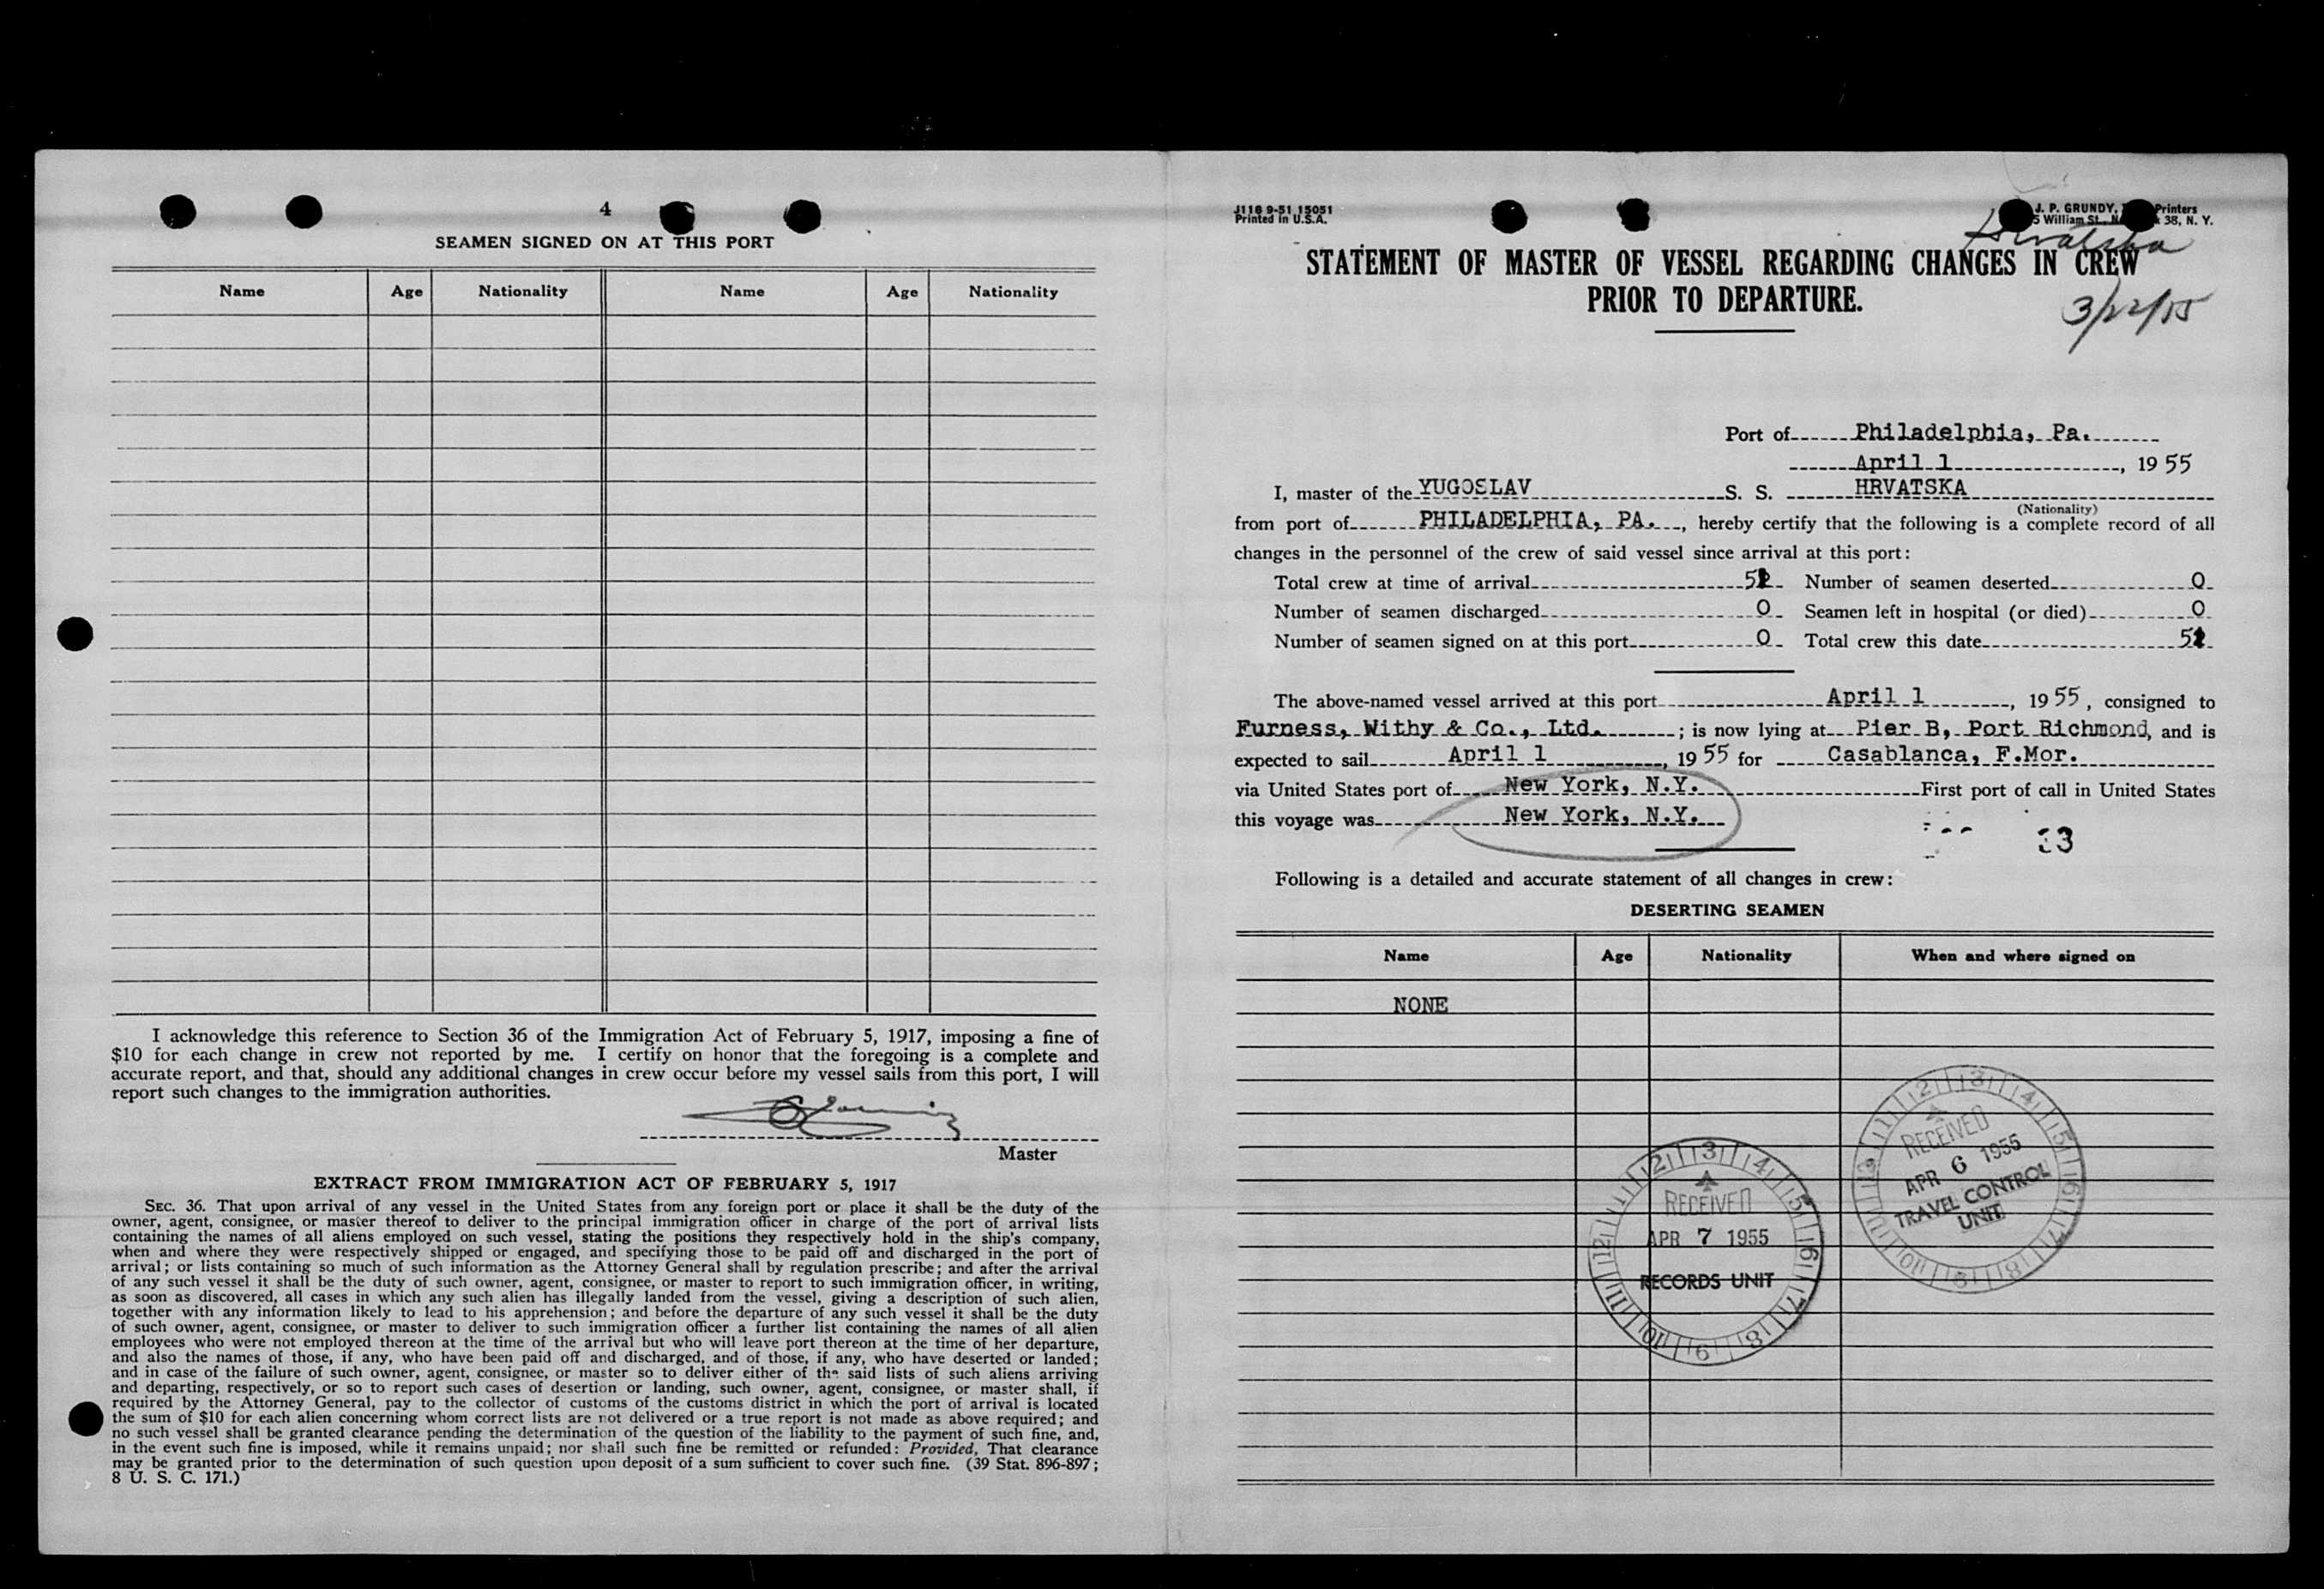 4
SEAMEN SIGNED ON AT THIS PORT
Name Age Nationality Name Age Nationality
I acknowledge this reference to Section 36 of the Immigration Act of February 5, 1917, imposing a fine of
$10 for each change in crew not reported by me. I certify on honor that the foregoing is a complete and
accurate report, and that, should any additional changes in crew occur before my vessel sails from this port, I will
report such changes to the immigration authorities.
Master
EXTRACT FROM IMMIGRATION ACT OF FEBRUARY 5, 1917
SEC. 36. That upon arrival of any vessel in the United States from any foreign port or place it shall be the duty of the
owner, agent, consignee, or master thereof to deliver to the principal immigration officer in charge of the port of arrival lists
containing the names of all aliens employed on such vessel, stating the positions they respectively hold in the ship's company,
when and where they were respectively shipped or engaged, and specifying those to be paid off and discharged in the port of
arrival; or lists containing so much of such information as the Attorney General shall by regulation prescribe; and after the arrival
of any such vessel it shall be the duty of such owner, agent, consignee, or master to report to such immigration officer, in writing,
as soon as discovered, all cases in which any such alien has illegally landed from the vessel, giving a description of such alien,
together with any information likely to lead to his apprehension; and before the departure of any such vessel it shall be the duty
of such owner, agent, consignee, or master to deliver to such immigration officer a further list containing the names of all alien
employees who were not employed thereon at the time of the arrival but who will leave port thereon at the time of her departure,
and also the names of those, if any, who have been paid off and discharged, and of those, if any, who have deserted or landed;
and in case of the failure of such owner, agent, consignee, or master so to deliver either of the said lists of such aliens arriving
and departing, respectively, or so to report such cases of desertion or landing, such owner, agent, consignee, or master shall, if
required by the Attorney General, pay to the collector of customs of the customs district in which the port of arrival is located
the sum of $10 for each alien concerning whom correct lists are not delivered or a true report is not made as above required; and
no such vessel shall be granted clearance pending the determination of the question of the liability to the payment of such fine, and,
in the event such fine is imposed, while it remains unpaid; nor shall such fine be remitted or refunded: Provided, That clearance
may be granted prior to the determination of such question upon deposit of a sum sufficient to cover such fine. (39 Stat. 896-897;
8 U. S. C. 171.)
J116 9-51 15051
Printed in U.S.A.
J. P. GRUNDY, Printers
William St., 38, N. Y.
Hrvatska
STATEMENT OF MASTER OF VESSEL REGARDING CHANGES IN CREW
PRIOR TO DEPARTURE.
3/22/55
Port of Philadelphia, Pa.
April 1, 1955
I, master of the YUGOSLAV S. S. HRVATSKA
(Nationality)
from port of PHILADELPHIA, PA., hereby certify that the following is a complete record of all
changes in the personnel of the crew of said vessel since arrival at this port:
Total crew at time of arrival Number of seamen deserted 0
Number of seamen discharged 0 Seamen left in hospital (or died) 0
Number of seamen signed on at this port 0 Total crew this date
The above-named vessel arrived at this port April 1, 1955, consigned to
Furness, Withy & Co., Ltd.; is now lying at Pier B, Port Richmond, and is
expected to sail April 1, 1955 for Casablanca, F.Mor.
via United States port of New York, N.Y. First port of call in United States
this voyage was New York, N.Y.
Following is a detailed and accurate statement of all changes in crew:
DESERTING SEAMEN
Name Age Nationality When and where signed on
NONE
RECEIVED
APR 6 1955
TRAVEL CONTROL
UNIT
RECEIVED
APR 7 1955
RECORDS UNIT